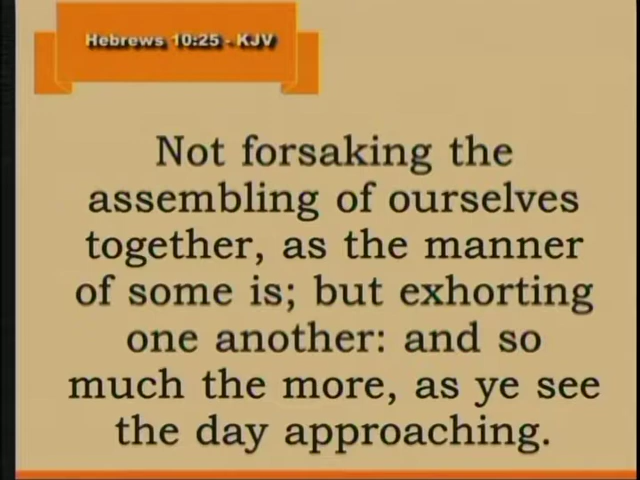 Hebrews 10:25 - KJV
Not forsaking the
assembling of ourselves
together, as the manner
of some is; but exhorting
one another: and so
much the more, as ye see
the day approaching.